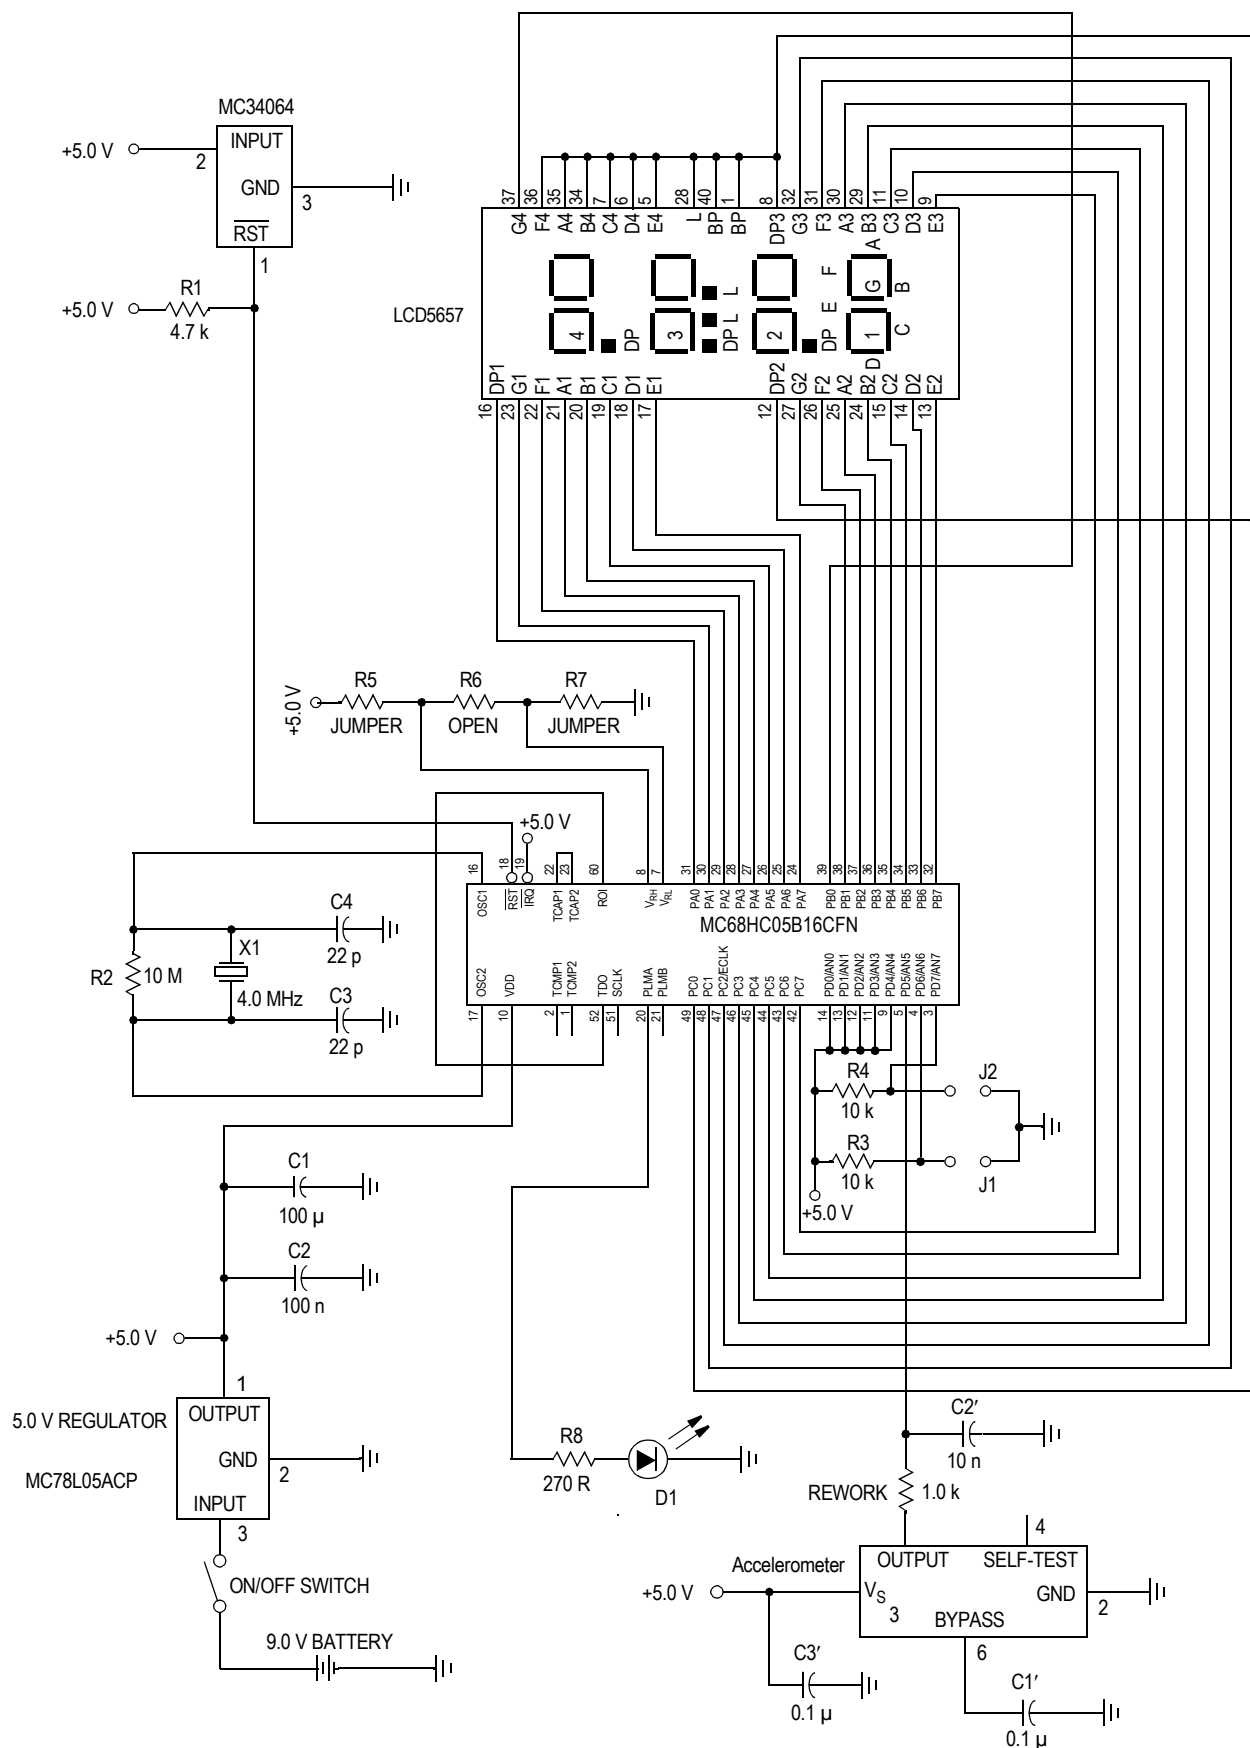 MC34064
+5.0 V
2
INPUT
GND
3
RST
1
+5.0 V
R1
4.7 k
LCD5657
37 36 35 34 7 6 5 28 40 1 8 32 31 30 29 11 10 9
G4 F4 A4 B4 C4 D4 E4 L BP BP DP3 G3 F3 A3 B3 C3 D3 E3
4 DP 3 L L DP 2 DP 1
A F G B E C D
DP1 G1 F1 A1 B1 C1 D1 E1 DP2 G2 F2 A2 B2 C2 D2 E2
16 23 22 21 20 19 18 17 12 27 26 25 24 15 14 13
+5.0 V
R5
JUMPER
R6
OPEN
R7
JUMPER
+5.0 V
16 18 19 22 23 60 8 7 31 30 29 28 27 26 25 24 39 38 37 36 35 34 33 32
OSC1 RST IRQ TCAP1 TCAP2 ROI VRH VRL PA0 PA1 PA2 PA3 PA4 PA5 PA6 PA7 PB0 PB1 PB2 PB3 PB4 PB5 PB6 PB7
MC68HC05B16CFN
OSC2 VDD TCMP1 TCMP2 TDO SCLK PLMA PLMB PC0 PC1 PC2/ECLK PC3 PC4 PC5 PC6 PC7 PD0/AN0 PD1/AN1 PD2/AN2 PD3/AN3 PD4/AN4 PD5/AN5 PD6/AN6 PD7/AN7
17 10 2 1 52 51 20 21 49 48 47 46 45 44 43 42 14 13 12 11 9 5 4 3
R2
10 M
X1
4.0 MHz
C4
22 p
C3
22 p
R4
10 k
R3
10 k
+5.0 V
J2
J1
C1
100 µ
C2
100 n
+5.0 V
5.0 V REGULATOR
MC78L05ACP
1
OUTPUT
GND
2
INPUT
3
ON/OFF SWITCH
9.0 V BATTERY
R8
270 R
D1
C2′
10 n
REWORK
1.0 k
Accelerometer
+5.0 V
OUTPUT
SELF-TEST
4
VS
3
GND
2
BYPASS
6
C3′
0.1 µ
C1′
0.1 µ